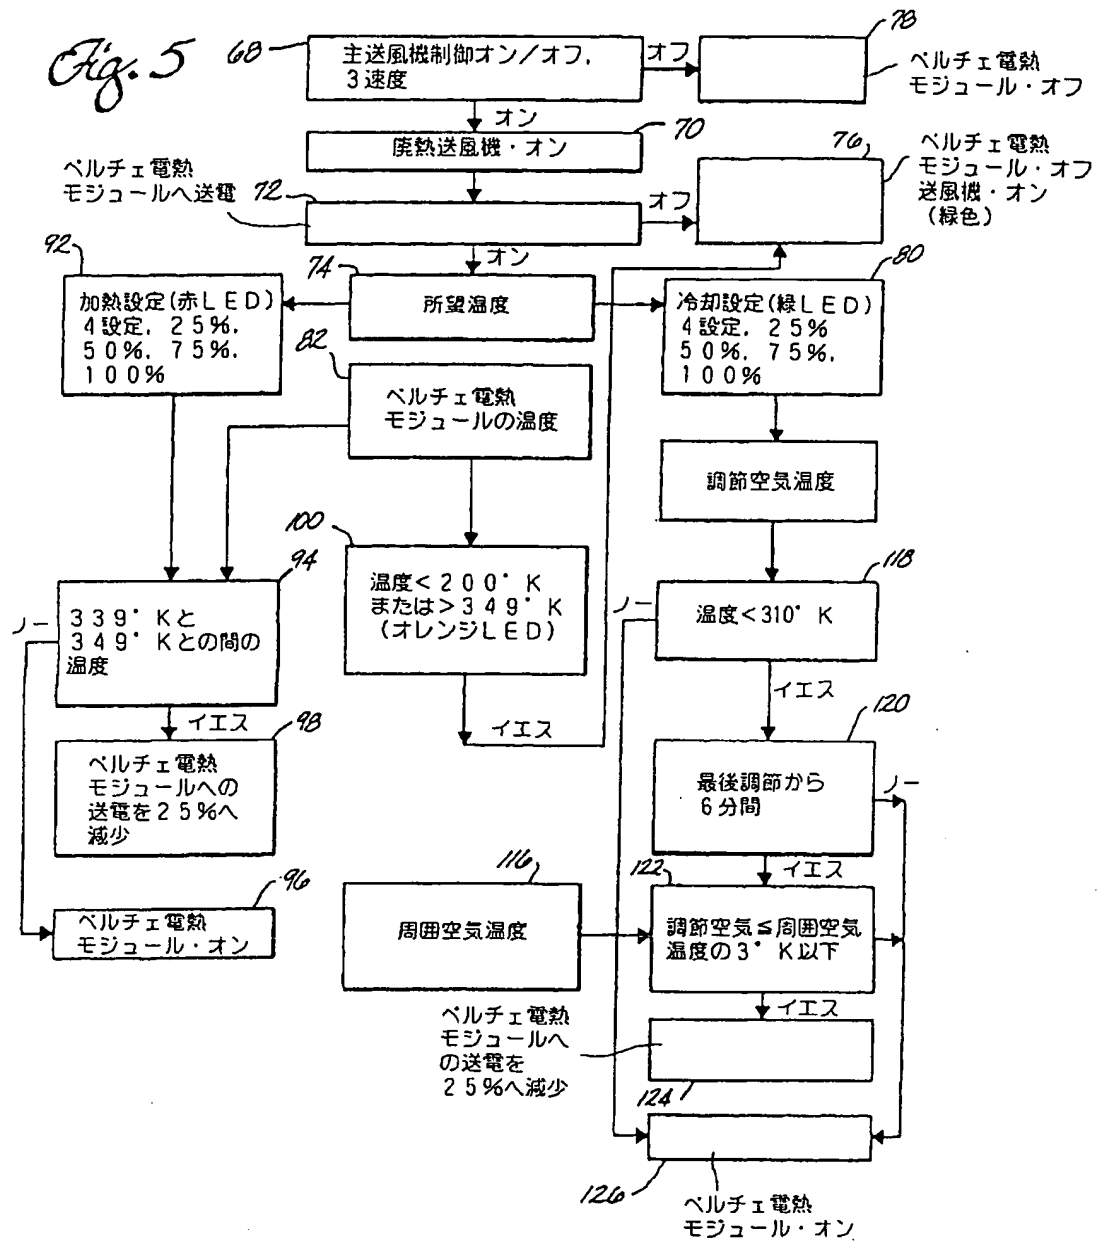 Fig. 5
68
主送風機制御オン/オフ,
3速度
オフ
78
ペルチェ電熱
モジュール・オフ
オン
70
廃熱送風機・オン
ペルチェ電熱
モジュールへ送電
72
オフ
76
ペルチェ電熱
モジュール・オフ
送風機・オン
(緑色)
オン
92
加熱設定(赤LED)
4設定, 25%,
50%, 75%,
100%
74
所望温度
80
冷却設定(緑LED)
4設定, 25%
50%, 75%,
100%
82
ペルチェ電熱
モジュールの温度
調節空気温度
100
温度<200°K
または>349°K
(オレンジLED)
イエス
94
339°Kと
349°Kとの間の
温度
ノー
イエス
118
温度<310°K
ノー
イエス
98
ペルチェ電熱
モジュールへの
送電を25%へ
減少
120
最後調節から
6分間
ノー
イエス
96
ペルチェ電熱
モジュール・オン
116
周囲空気温度
122
調節空気≦周囲空気
温度の3°K以下
イエス
ペルチェ電熱
モジュールへ
の送電を
25%へ減少
124
126
ペルチェ電熱
モジュール・オン